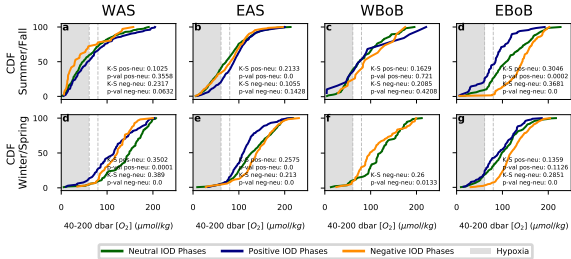 WAS EAS WBoB EBoB
CDF
Summer/Fall
100
50
0
a
K-S pos-neu: 0.1025
p-val pos-neu: 0.3558
K-S neg-neu: 0.2317
p-val neg-neu: 0.0632
b
K-S pos-neu: 0.2133
p-val pos-neu: 0.0
K-S neg-neu: 0.1055
p-val neg-neu: 0.1428
c
K-S pos-neu: 0.1629
p-val pos-neu: 0.721
K-S neg-neu: 0.2085
p-val neg-neu: 0.4208
d
K-S pos-neu: 0.3046
p-val pos-neu: 0.0002
K-S neg-neu: 0.3681
p-val neg-neu: 0.0
CDF
Winter/Spring
100
50
0
d
K-S pos-neu: 0.3502
p-val pos-neu: 0.0001
K-S neg-neu: 0.389
p-val neg-neu: 0.0
e
K-S pos-neu: 0.2575
p-val pos-neu: 0.0
K-S neg-neu: 0.213
p-val neg-neu: 0.0
f
K-S neg-neu: 0.26
p-val neg-neu: 0.0133
g
K-S pos-neu: 0.1359
p-val pos-neu: 0.1126
K-S neg-neu: 0.2851
p-val neg-neu: 0.0
0 100 200 0 100 200 0 100 200 0 100 200
40-200 dbar [O₂] (μmol/kg) 40-200 dbar [O₂] (μmol/kg) 40-200 dbar [O₂] (μmol/kg) 40-200 dbar [O₂] (μmol/kg)
Neutral IOD Phases Positive IOD Phases Negative IOD Phases Hypoxia